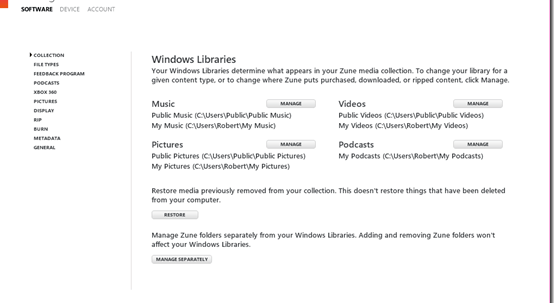 SOFTWARE DEVICE ACCOUNT
COLLECTION
FILE TYPES
FEEDBACK PROGRAM
PODCASTS
XBOX 360
PICTURES
DISPLAY
RIP
BURN
METADATA
GENERAL
Windows Libraries
Your Windows Libraries determine what appears in your Zune media collection. To change your library for a
given content type, or to change where Zune puts purchased, downloaded, or ripped content, click Manage.
Music MANAGE
Public Music (C:\Users\Public\Public Music)
My Music (C:\Users\Robert\My Music)
Videos MANAGE
Public Videos (C:\Users\Public\Public Videos)
My Videos (C:\Users\Robert\My Videos)
Pictures MANAGE
Public Pictures (C:\Users\Public\Public Pictures)
My Pictures (C:\Users\Robert\My Pictures)
Podcasts MANAGE
My Podcasts (C:\Users\Robert\My Podcasts)
Restore media previously removed from your collection. This doesn't restore things that have been deleted
from your computer.
RESTORE
Manage Zune folders separately from your Windows Libraries. Adding and removing Zune folders won't
affect your Windows Libraries.
MANAGE SEPARATELY